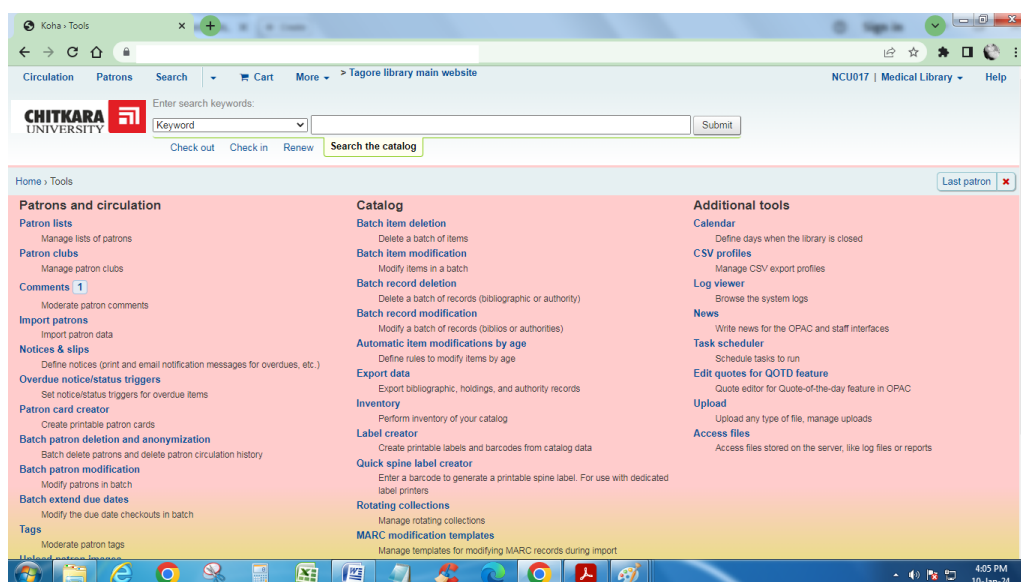 Koha › Tools
Sign in
Circulation Patrons Search Cart More > Tagore library main website NCU017 | Medical Library Help
CHITKARA
UNIVERSITY
Enter search keywords:
Keyword Submit
Check out Check in Renew Search the catalog
Home › Tools Last patron
Patrons and circulation
Patron lists
Manage lists of patrons
Patron clubs
Manage patron clubs
Comments 1
Moderate patron comments
Import patrons
Import patron data
Notices & slips
Define notices (print and email notification messages for overdues, etc.)
Overdue notice/status triggers
Set notice/status triggers for overdue items
Patron card creator
Create printable patron cards
Batch patron deletion and anonymization
Batch delete patrons and delete patron circulation history
Batch patron modification
Modify patrons in batch
Batch extend due dates
Modify the due date checkouts in batch
Tags
Moderate patron tags
Upload patron images
Catalog
Batch item deletion
Delete a batch of items
Batch item modification
Modify items in a batch
Batch record deletion
Delete a batch of records (bibliographic or authority)
Batch record modification
Modify a batch of records (biblios or authorities)
Automatic item modifications by age
Define rules to modify items by age
Export data
Export bibliographic, holdings, and authority records
Inventory
Perform inventory of your catalog
Label creator
Create printable labels and barcodes from catalog data
Quick spine label creator
Enter a barcode to generate a printable spine label. For use with dedicated
label printers
Rotating collections
Manage rotating collections
MARC modification templates
Manage templates for modifying MARC records during import
Additional tools
Calendar
Define days when the library is closed
CSV profiles
Manage CSV export profiles
Log viewer
Browse the system logs
News
Write news for the OPAC and staff interfaces
Task scheduler
Schedule tasks to run
Edit quotes for QOTD feature
Quote editor for Quote-of-the-day feature in OPAC
Upload
Upload any type of file, manage uploads
Access files
Access files stored on the server, like log files or reports
4:05 PM
10-Jan-24